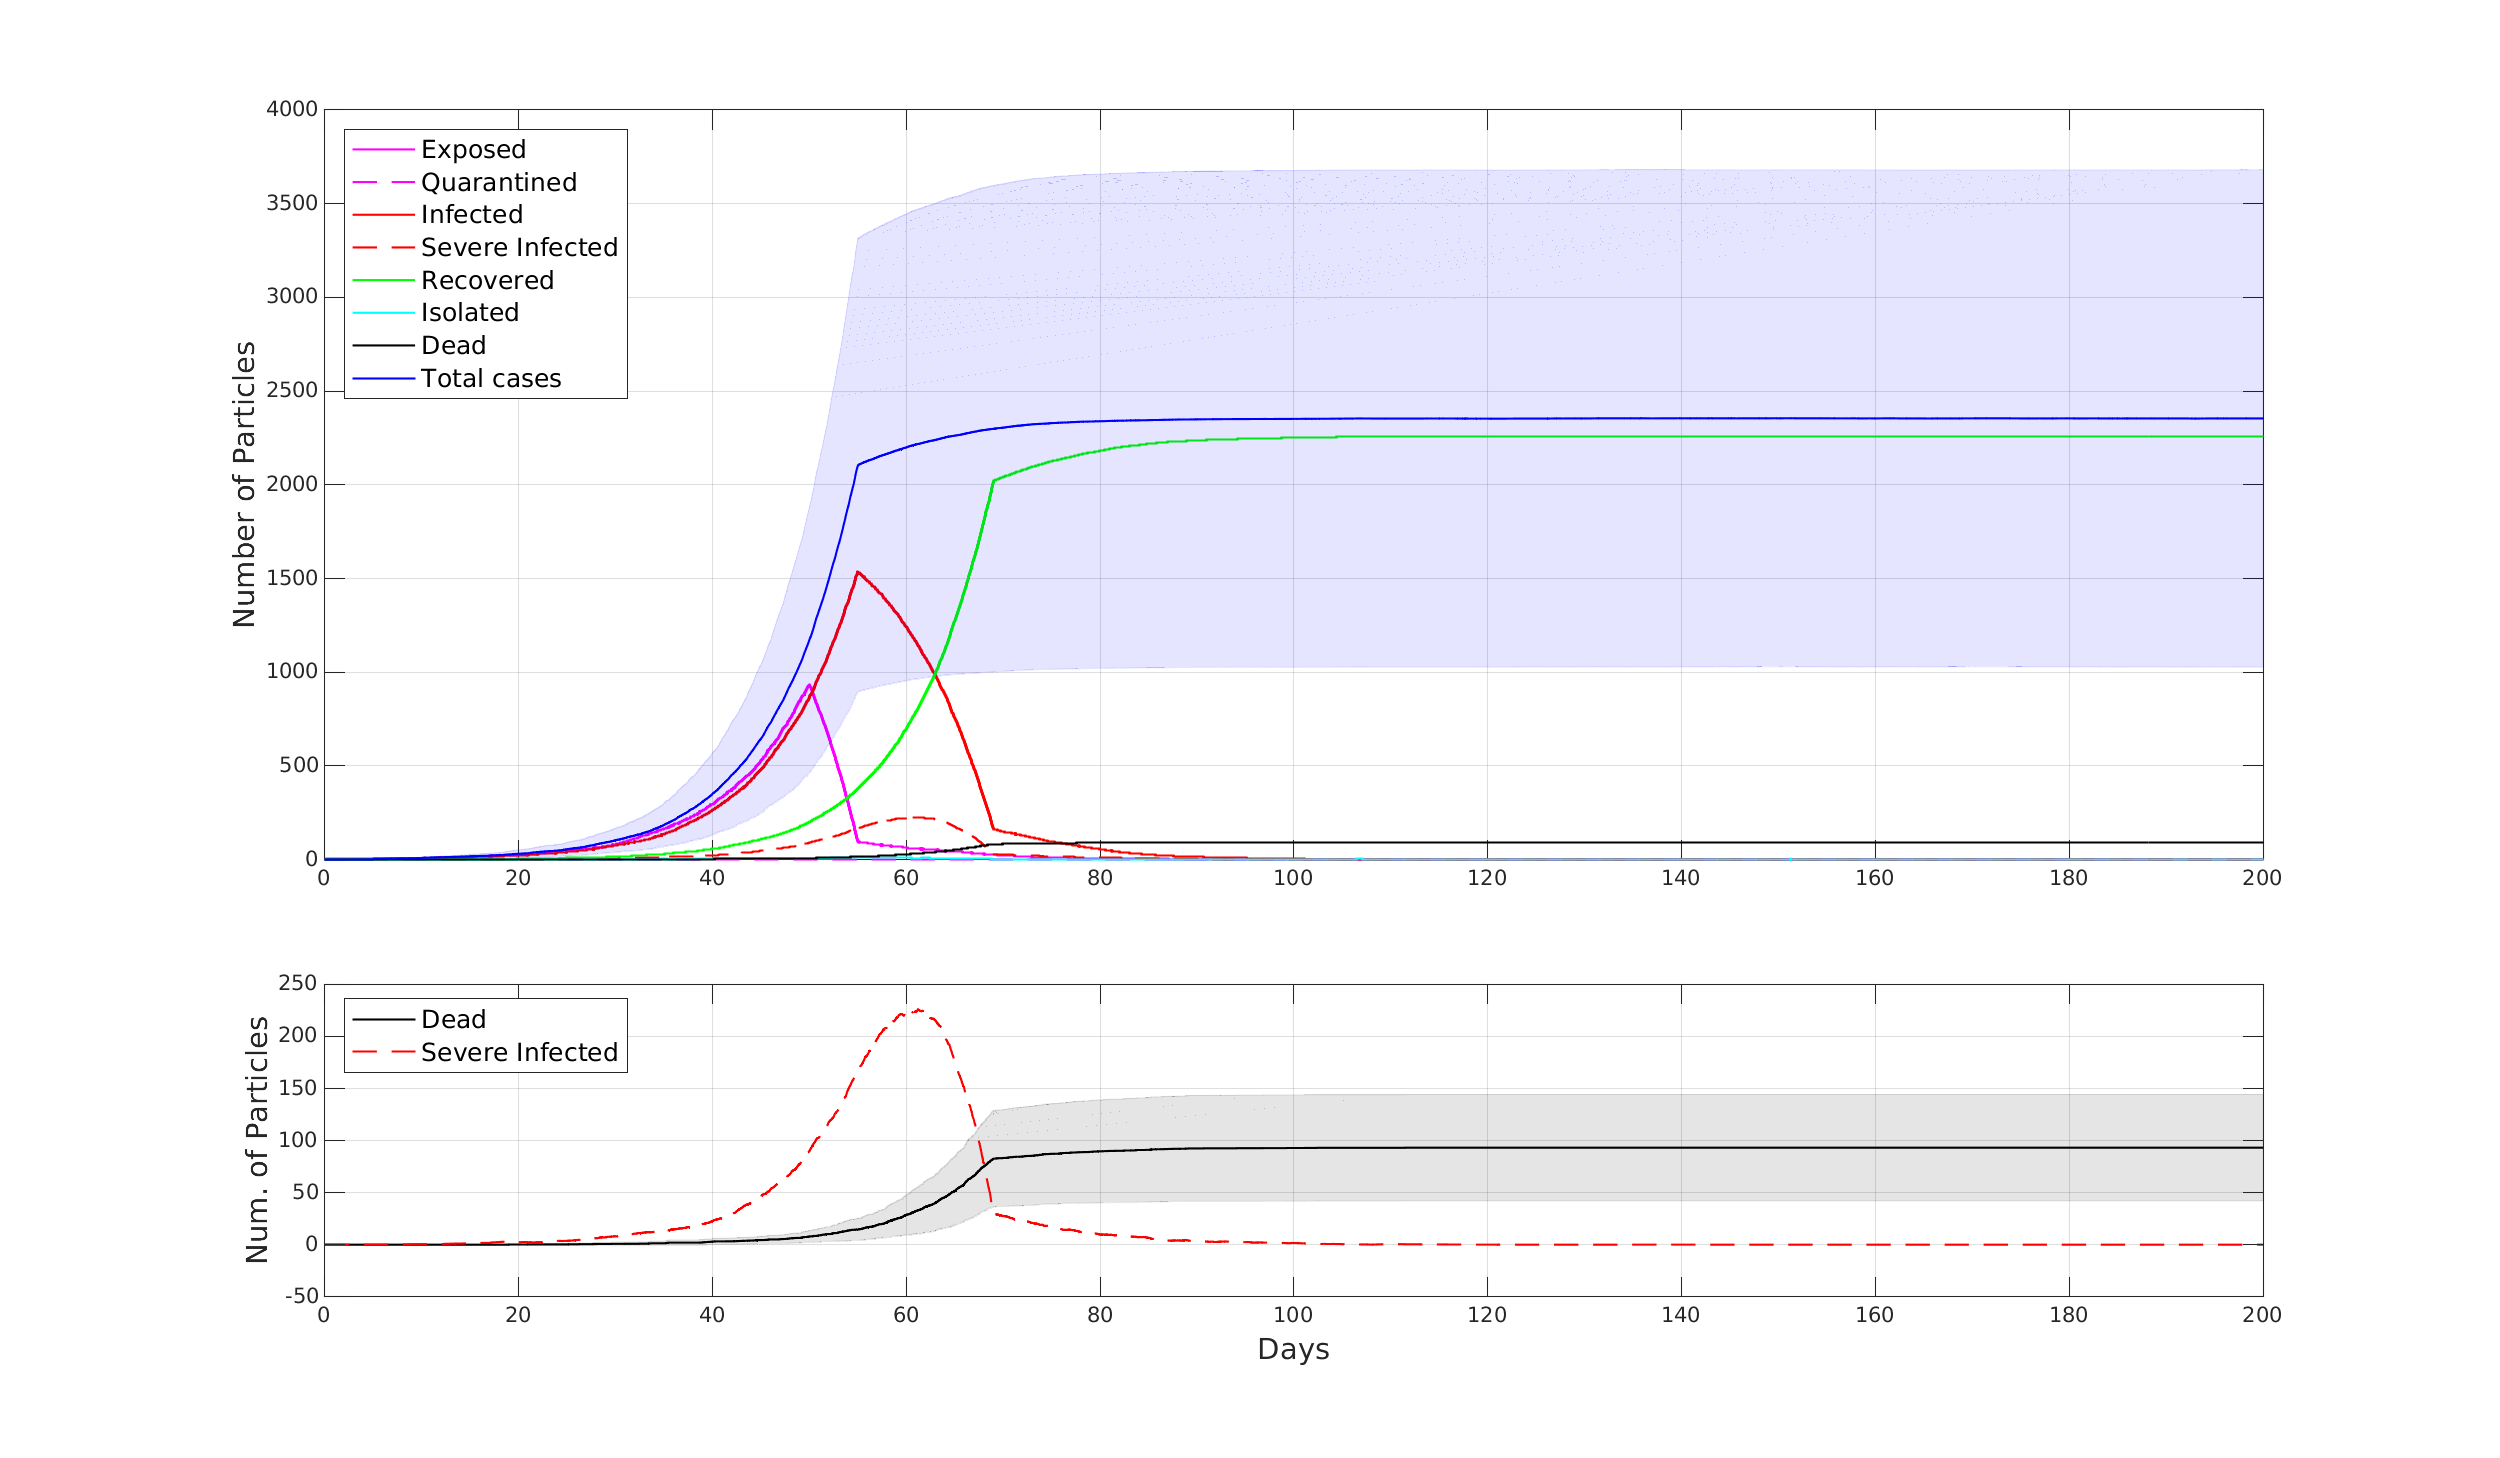 4000
3500
3000
2500
2000
1500
1000
500
0
Number of Particles
Exposed
Quarantined
Infected
Severe Infected
Recovered
Isolated
Dead
Total cases
0 20 40 60 80 100 120 140 160 180 200
250
200
150
100
50
0
-50
Num. of Particles
Dead
Severe Infected
0 20 40 60 80 100 120 140 160 180 200
Days